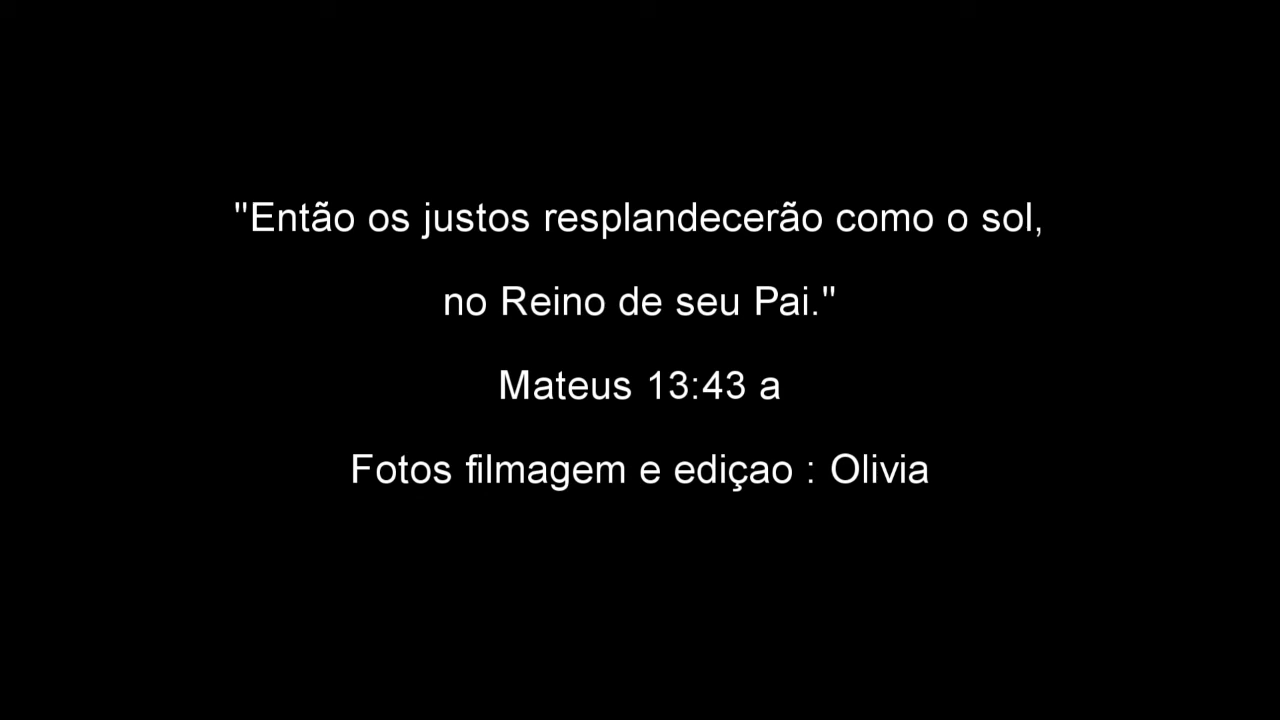 "Então os justos resplandecerão como o sol,
no Reino de seu Pai."
Mateus 13:43 a
Fotos filmagem e ediçao : Olivia